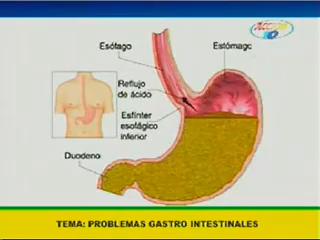 Esófago
Estómago
Reflujo
de ácido
Esfínter
esofágico
inferior
Duodeno
TEMA: PROBLEMAS GASTRO INTESTINALES